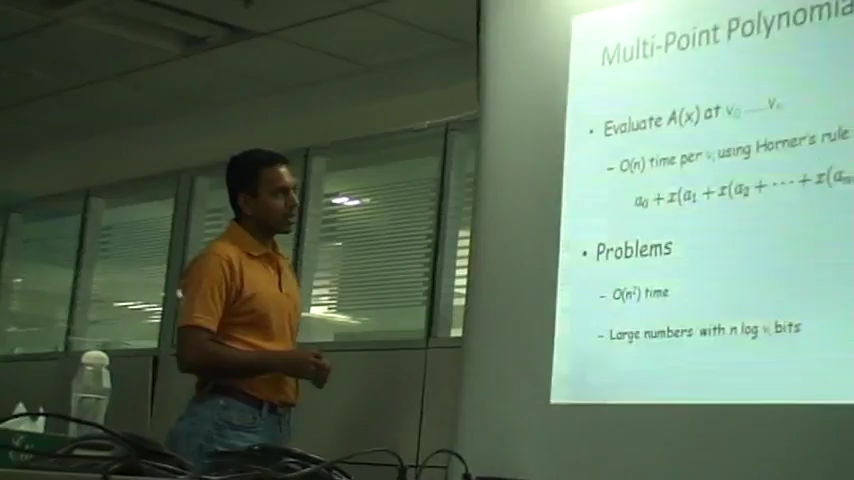 Multi-Point Polynomia
• Evaluate A(x) at v₀ ..... vₙ
– O(n) time per vᵢ using Horner's rule
a₀ + x(a₁ + x(a₂ + ⋯ + x(a
• Problems
– O(n²) time
– Large numbers with n log vᵢ bits